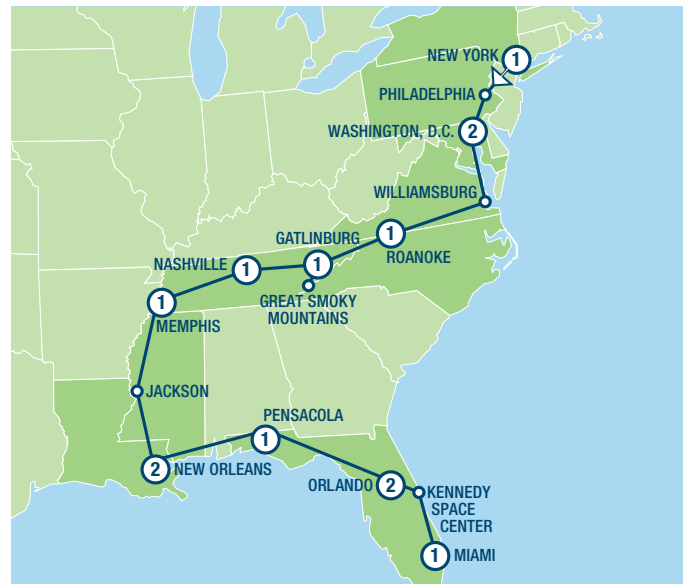 NEW YORK
1
PHILADELPHIA
WASHINGTON, D.C.
2
WILLIAMSBURG
GATLINBURG
1
1
ROANOKE
NASHVILLE
1
GREAT SMOKY
MOUNTAINS
1
MEMPHIS
JACKSON
PENSACOLA
1
2
NEW ORLEANS
ORLANDO
2
KENNEDY
SPACE
CENTER
1
MIAMI